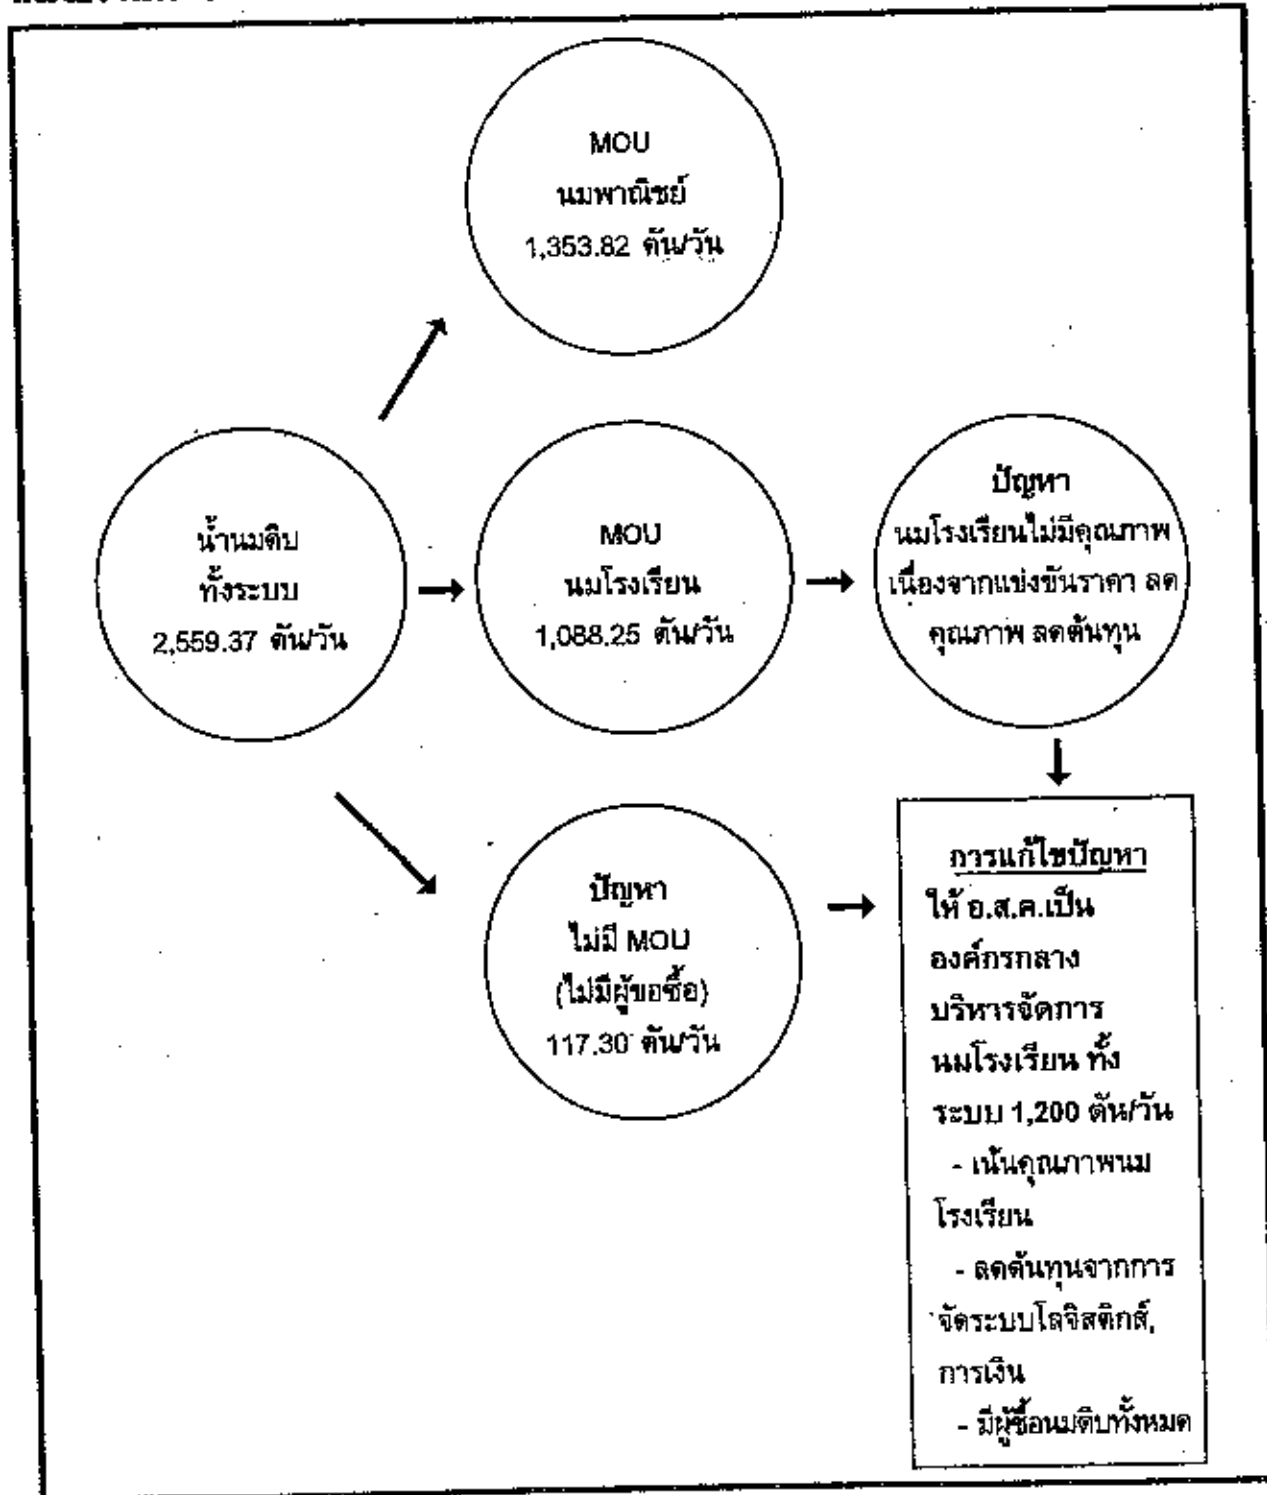 MOU
นมพาณิชย์
1,353.82 ตัน/วัน
น้ำนมดิบ
ทั้งระบบ
2,559.37 ตัน/วัน
MOU
นมโรงเรียน
1,088.25 ตัน/วัน
ปัญหา
นมโรงเรียนไม่มีคุณภาพ
เนื่องจากแข่งขันราคา ลด
คุณภาพ ลดต้นทุน
ปัญหา
ไม่มี MOU
(ไม่มีผู้ขอซื้อ)
117.30 ตัน/วัน
การแก้ไขปัญหา
ให้ อ.ส.ค.เป็น
องค์กรกลาง
บริหารจัดการ
นมโรงเรียน ทั้ง
ระบบ 1,200 ตัน/วัน
- เน้นคุณภาพนม
โรงเรียน
- ลดต้นทุนจากการ
จัดระบบโลจิสติกส์,
การเงิน
- มีผู้ซื้อนมดิบทั้งหมด